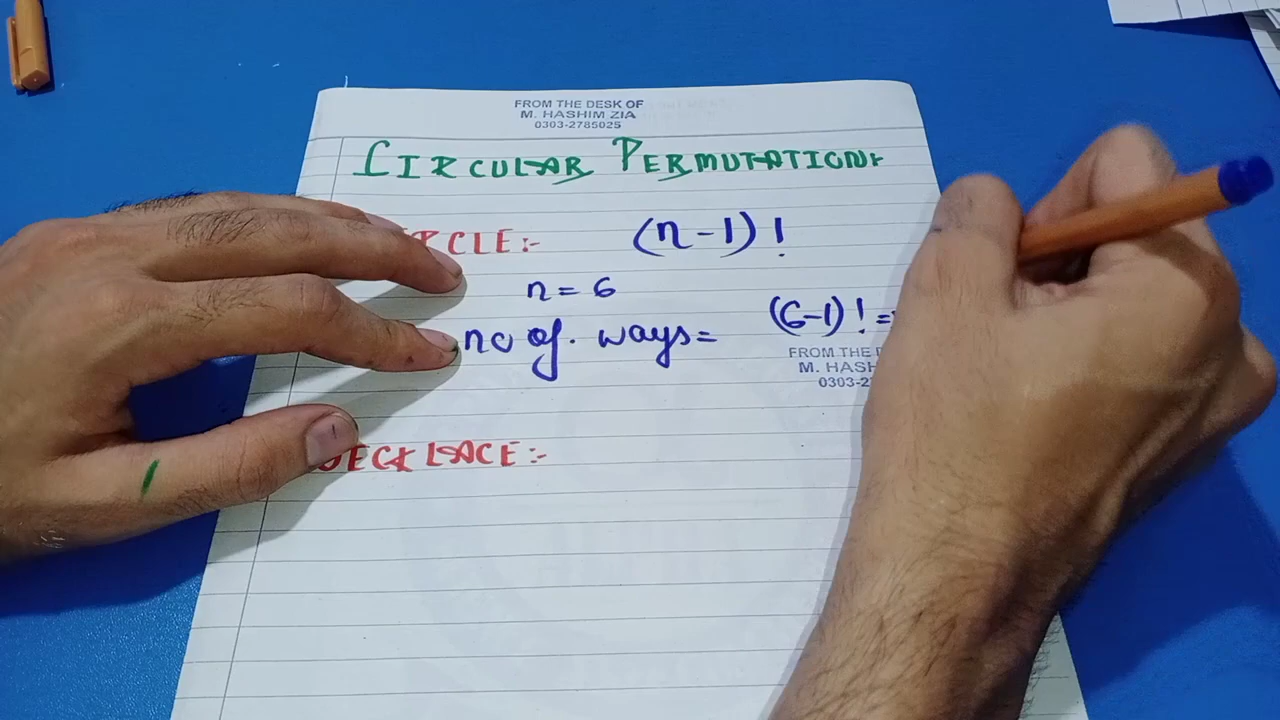 FROM THE DESK OF
M. HASHIM ZIA
0303-2785025
CIRCULAR PERMUTATION
(n-1)!
n = 6
no of. ways= (6-1)! =
FROM THE
M. HASH
0303-2